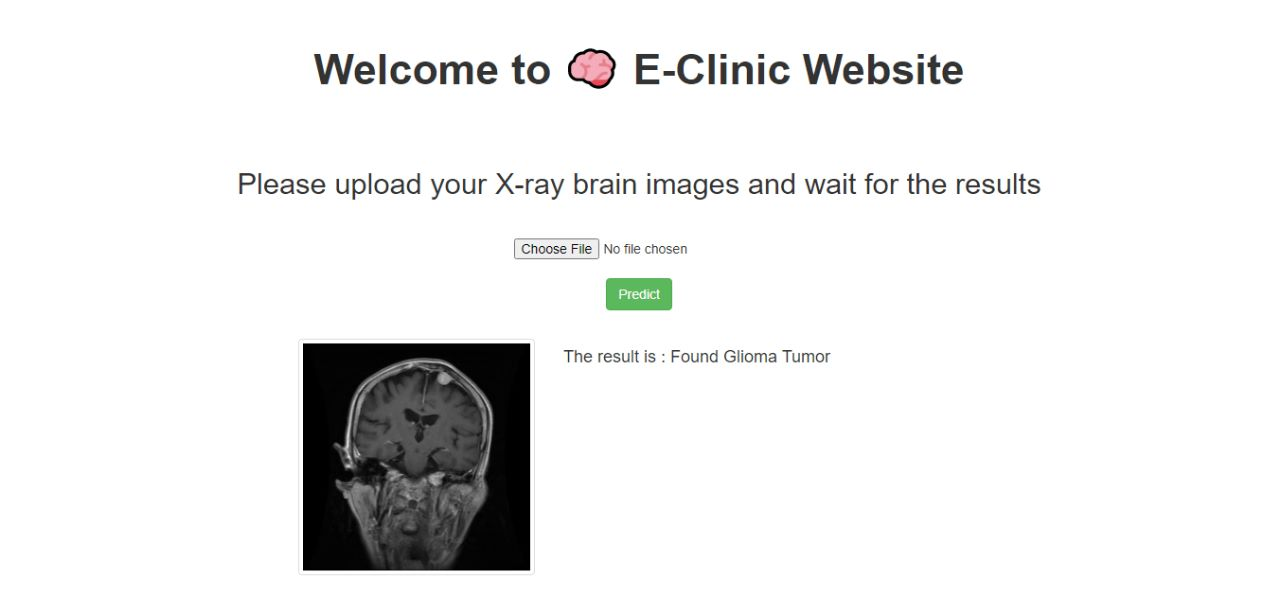 Welcome to 🧠 E-Clinic Website
Please upload your X-ray brain images and wait for the results
Choose File No file chosen
Predict
The result is : Found Glioma Tumor